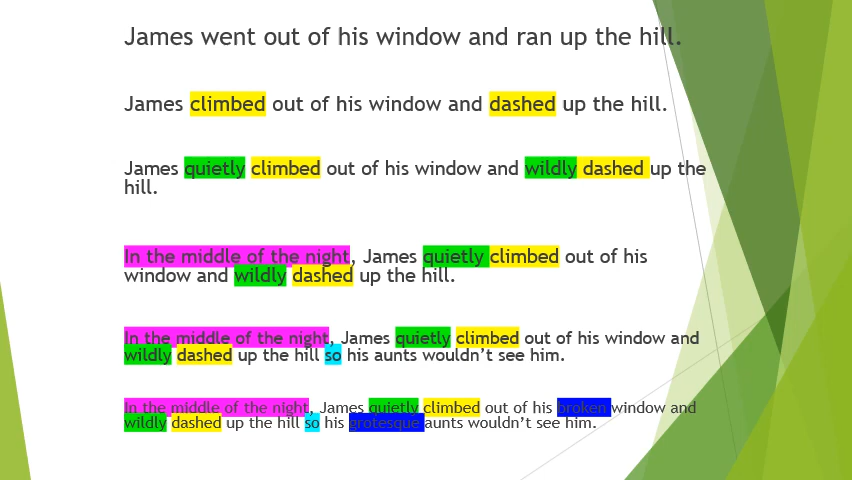 James went out of his window and ran up the hill.
James climbed out of his window and dashed up the hill.
James quietly climbed out of his window and wildly dashed up the
hill.
In the middle of the night, James quietly climbed out of his
window and wildly dashed up the hill.
In the middle of the night, James quietly climbed out of his window and
wildly dashed up the hill so his aunts wouldn’t see him.
In the middle of the night, James quietly climbed out of his broken window and
wildly dashed up the hill so his grotesque aunts wouldn’t see him.